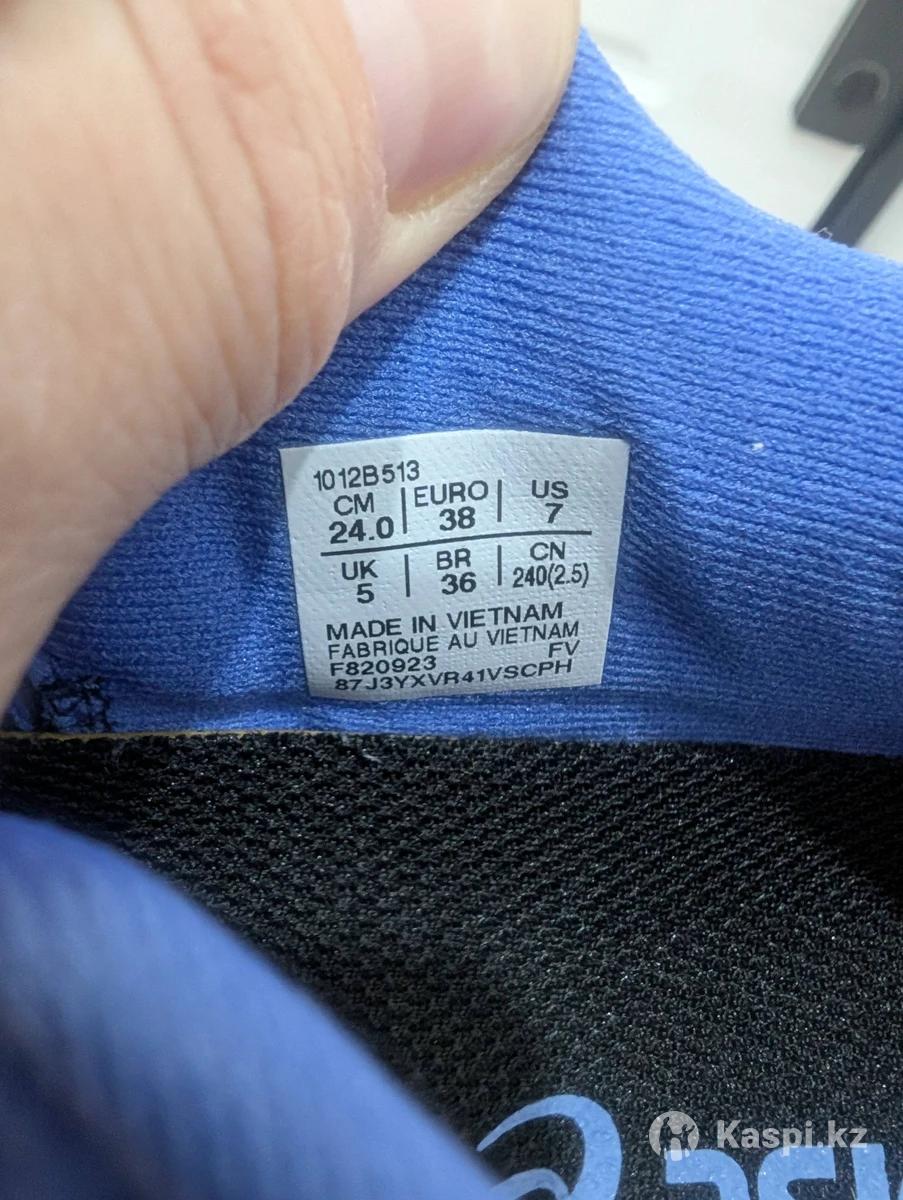 1012B513
CM | EURO | US
24.0 | 38 | 7
UK | BR | CN
5 | 36 | 240(2.5)
MADE IN VIETNAM
FABRIQUE AU VIETNAM
F820923 FV
87J3YXVR41VSCPH
Kaspi.kz